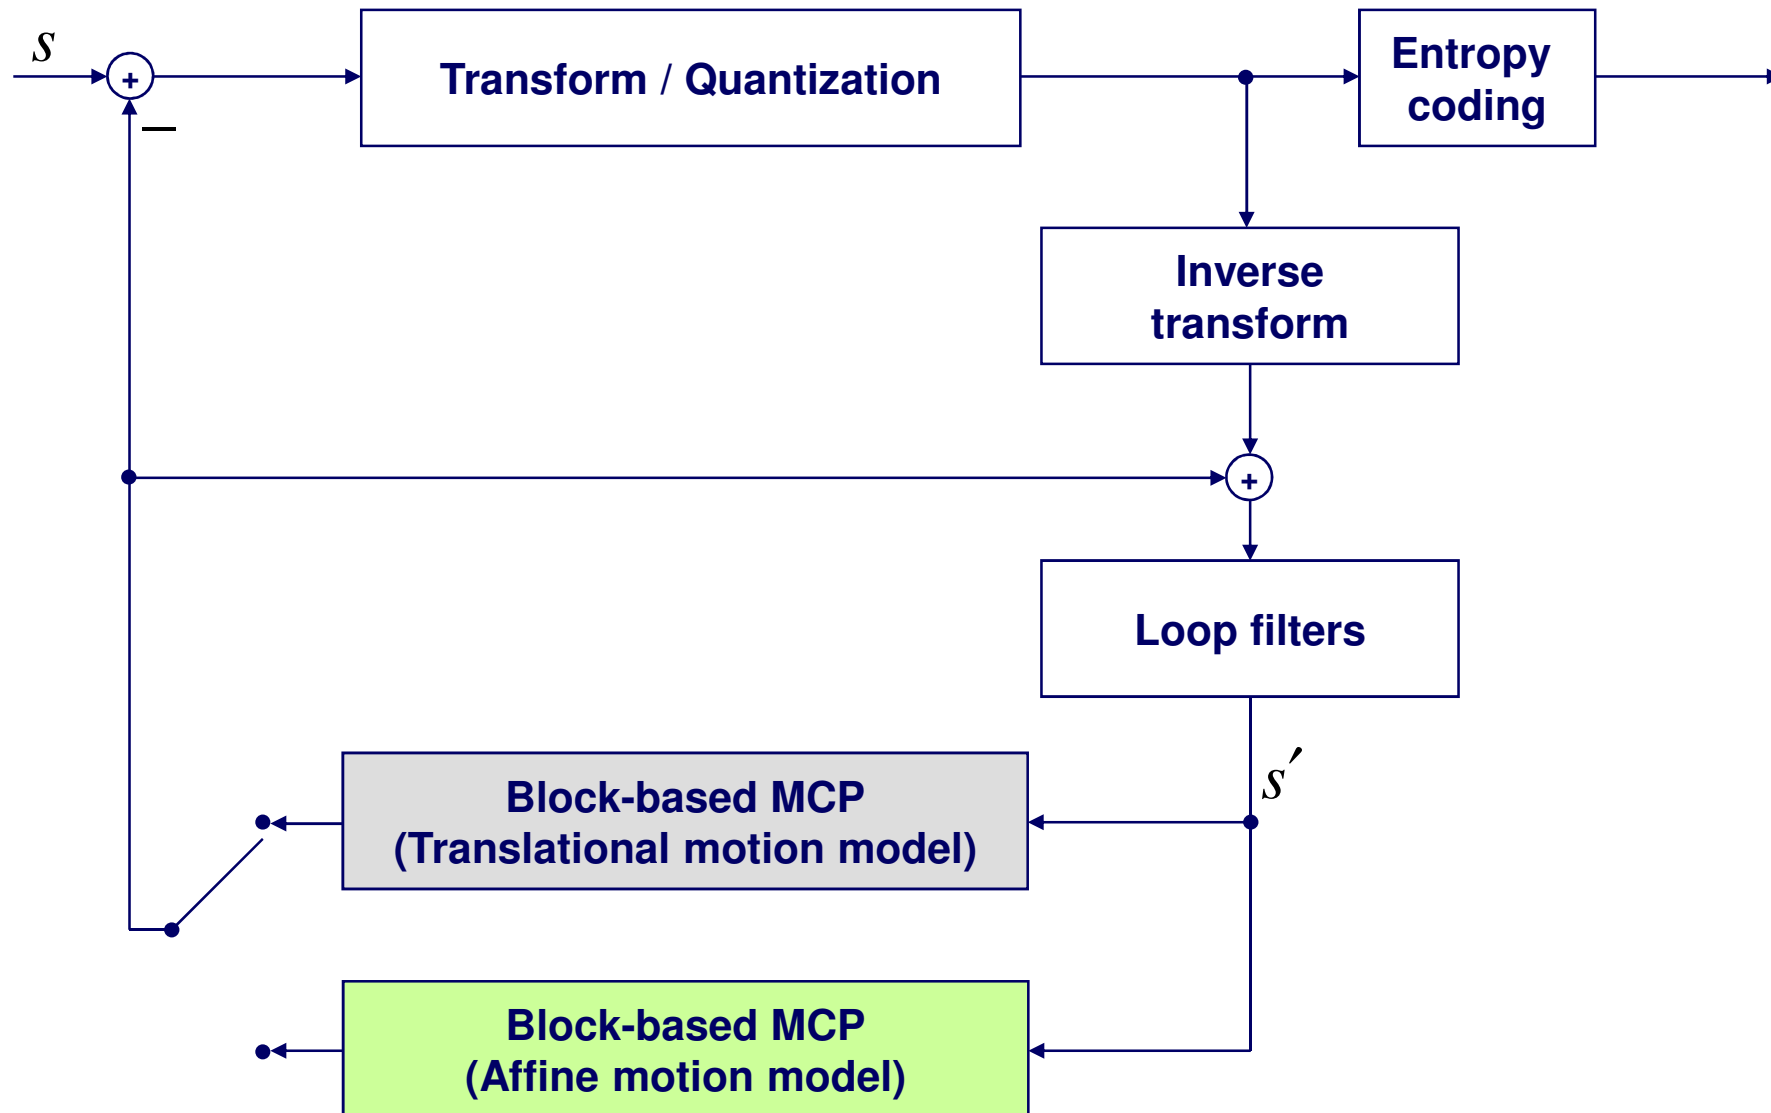 s
+
Transform / Quantization
Entropy
coding
−
Inverse
transform
+
Loop filters
s′
Block-based MCP
(Translational motion model)
Block-based MCP
(Affine motion model)